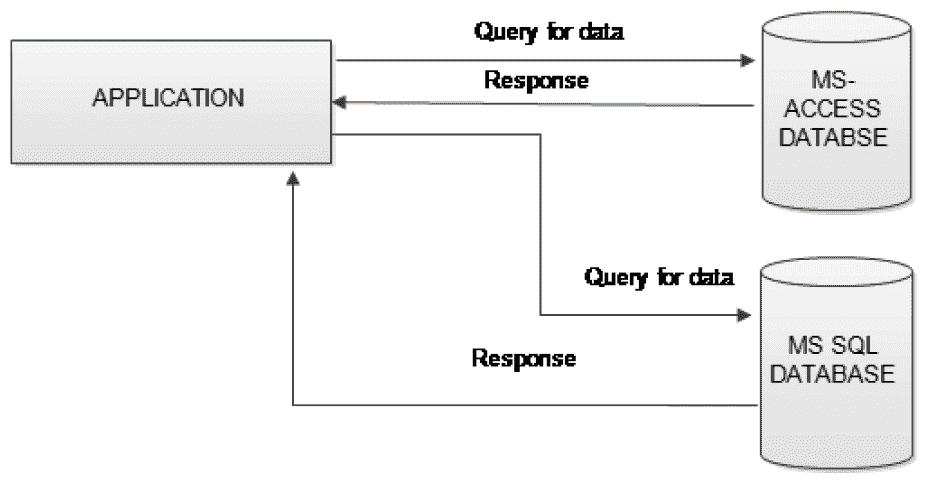 Query for data
APPLICATION
Response
MS-
ACCESS
DATABSE
Query for data
Response
MS SQL
DATABASE